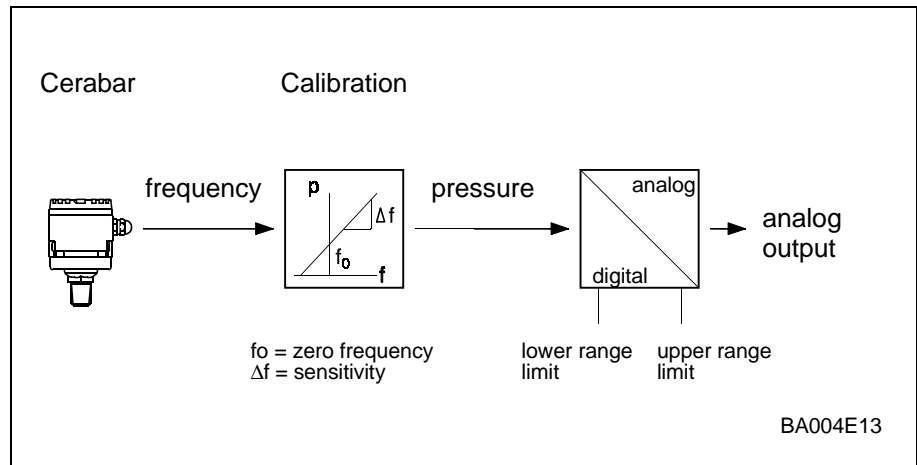 Cerabar
Calibration
frequency
p
Δf
f0
f
pressure
analog
digital
analog
output
fo = zero frequency
Δf = sensitivity
lower range
limit
upper range
limit
BA004E13